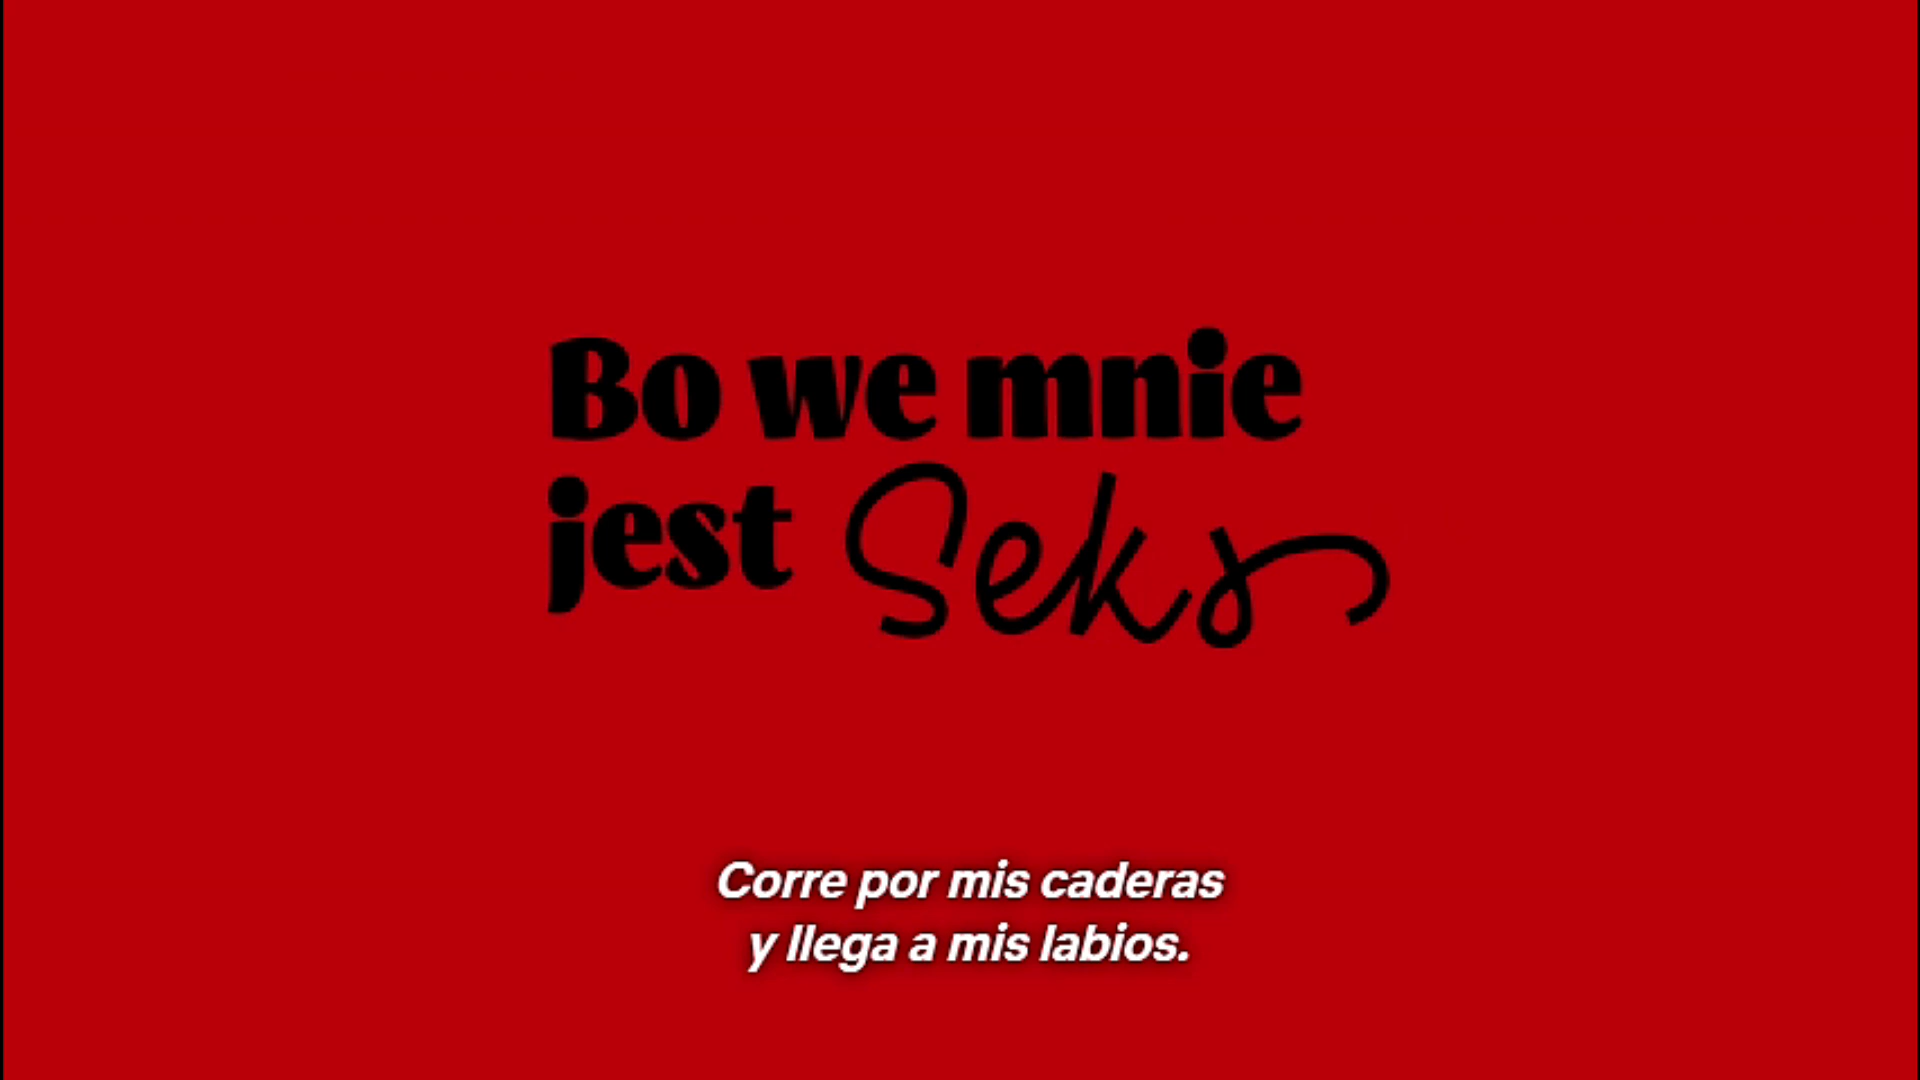 Bo we mnie
jest Seks
Corre por mis caderas
y llega a mis labios.